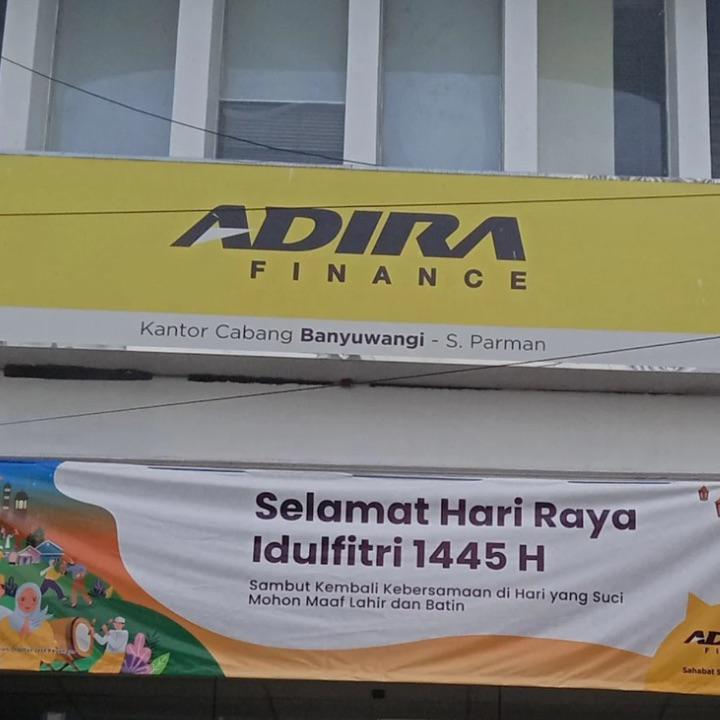 ADIRA
FINANCE
Kantor Cabang Banyuwangi - S. Parman
Selamat Hari Raya
Idulfitri 1445 H
Sambut Kembali Kebersamaan di Hari yang Suci
Mohon Maaf Lahir dan Batin
Sahabat